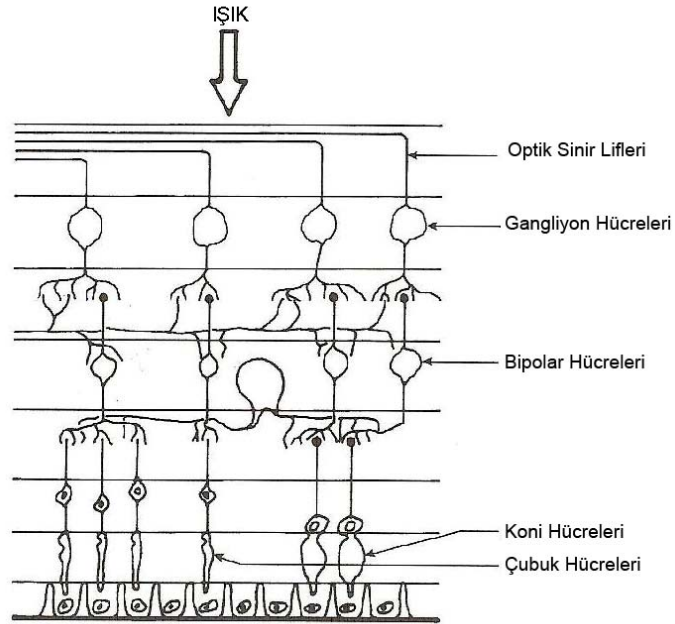 IŞIK
Optik Sinir Lifleri
Gangliyon Hücreleri
Bipolar Hücreleri
Koni Hücreleri
Çubuk Hücreleri